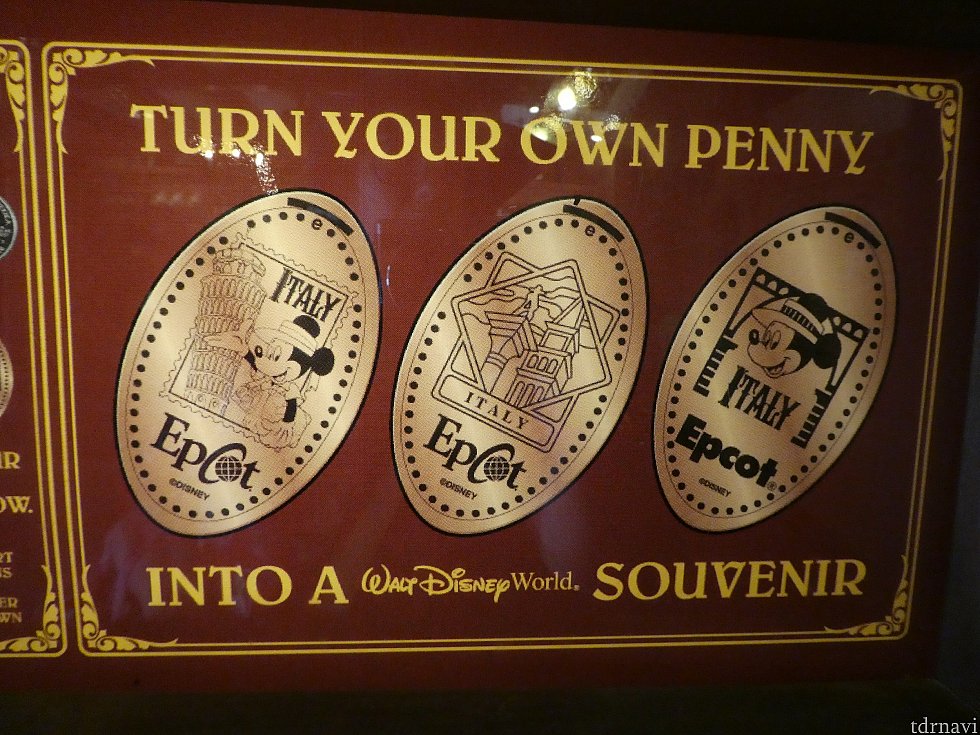 TURN YOUR OWN PENNY
e
ITALY
Epcot
©DISNEY
e
ITALY
Epcot
©DISNEY
e
ITALY
Epcot®
©DISNEY
INTO A Walt Disney World® SOUVENIR
OW.
tdrnavi